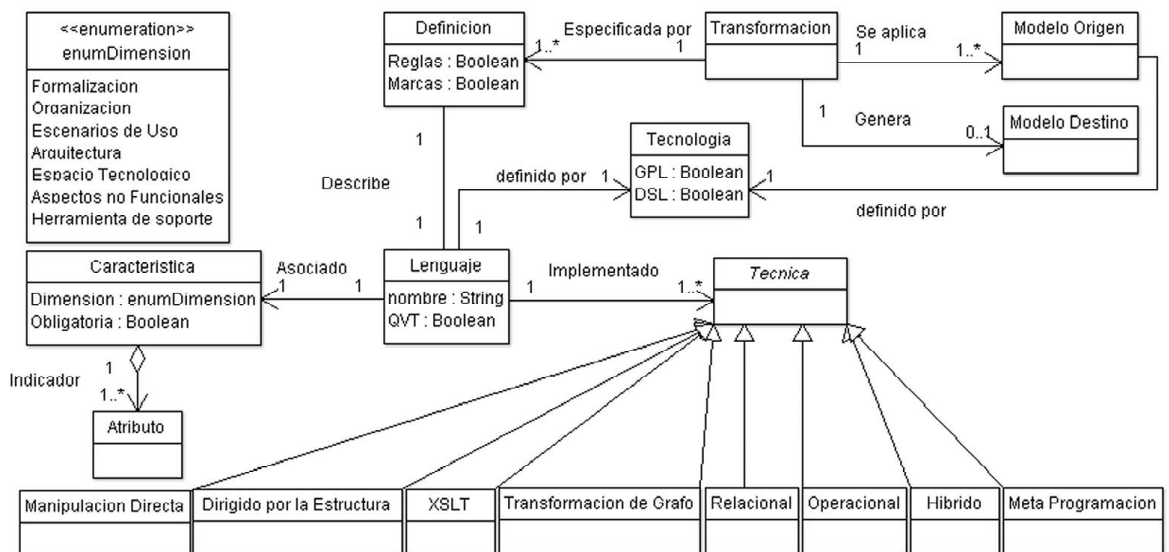 <<enumeration>>
enumDimension
Formalizacion
Organizacion
Escenarios de Uso
Arquitectura
Espacio Tecnologico
Aspectos no Funcionales
Herramienta de soporte
Definicion
Reglas : Boolean
Marcas : Boolean
1..*
Especificada por
1
Transformacion
Se aplica
1
1..*
Modelo Origen
1
Genera
0..1
Modelo Destino
Tecnologia
GPL : Boolean
DSL : Boolean
1
Describe
1
definido por
1
1
1
definido por
Caracteristica
Dimension : enumDimension
Obligatoria : Boolean
Asociado
1
1
Lenguaje
nombre : String
QVT : Boolean
Implementado
1
1..*
Tecnica
Indicador
1
1..*
Atributo
Manipulacion Directa
Dirigido por la Estructura
XSLT
Transformacion de Grafo
Relacional
Operacional
Hibrido
Meta Programacion